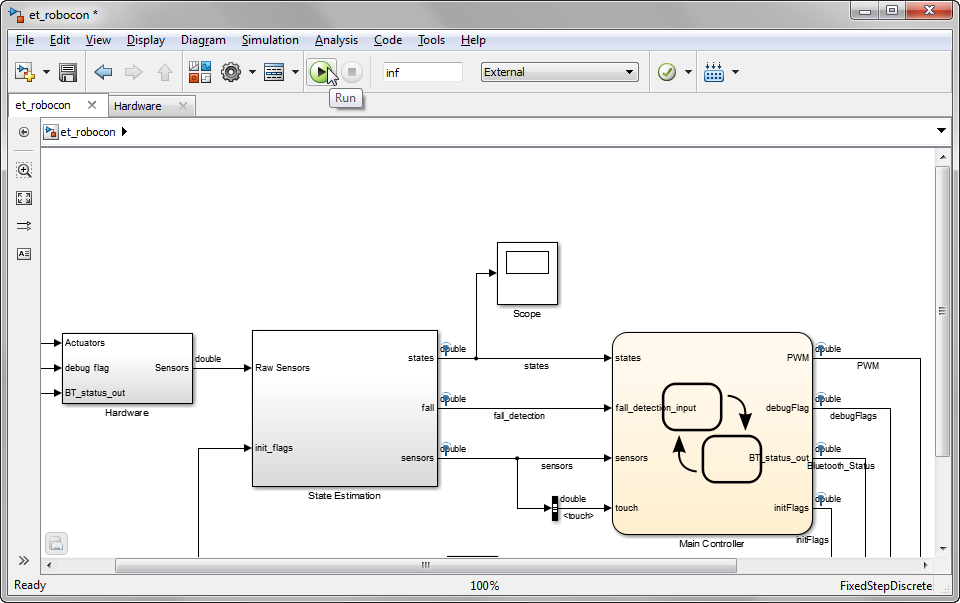 et_robocon *
File Edit View Display Diagram Simulation Analysis Code Tools Help
inf External
Run
et_robocon Hardware
et_robocon
Scope
Actuators
debug flag
BT_status_out
Sensors
Hardware
double
Raw Sensors
init_flags
states
fall
sensors
State Estimation
double
states
double
fall_detection
double
sensors
double
<touch>
states
fall_detection_input
sensors
touch
PWM
debugFlag
BT_status_out
initFlags
Main Controller
double
PWM
double
debugFlags
double
Bluetooth_Status
double
initFlags
Ready 100% FixedStepDiscrete